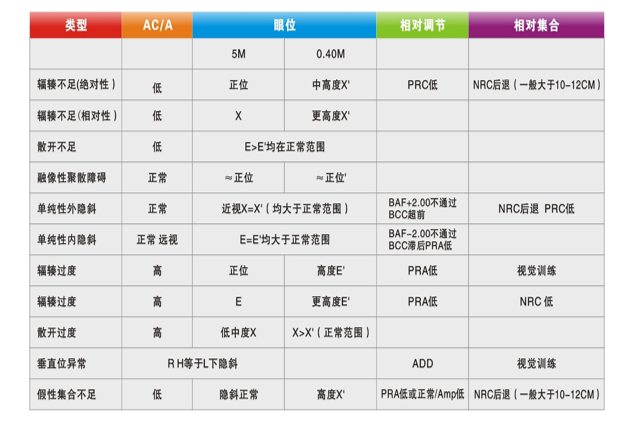 类型 AC/A 眼位 相对调节 相对集合
5M 0.40M
辐辏不足(绝对性) 低 正位 中高度X' PRC低 NRC后退（一般大于10-12CM）
辐辏不足(相对性) 低 X 更高度X'
散开不足 低 E>E'均在正常范围
融像性聚散障碍 正常 ≈正位 ≈正位'
单纯性外隐斜 正常 近视X=X'（均大于正常范围） BAF+2.00不通过
BCC超前 NRC后退 PRC低
单纯性内隐斜 正常 远视 E=E'均大于正常范围 BAF-2.00不通过
BCC滞后PRA低
辐辏过度 高 正位 高度E' PRA低 视觉训练
辐辏过度 高 E 更高度E' PRA低 NRC 低
散开过度 高 低中度X X>X'（正常范围）
垂直位异常 R H等于L下隐斜 ADD 视觉训练
假性集合不足 低 隐斜正常 高度X' PRA低或正常/Amp低 NRC后退（一般大于10-12CM）